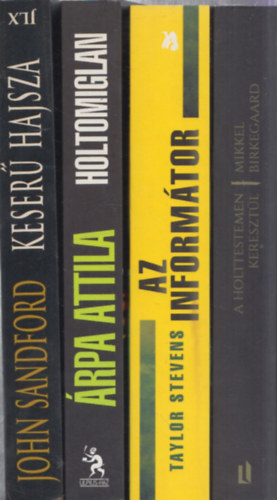 JLX
JOHN SANDFORD KESERŰ HAJSZA
ÁRPA ATTILA HOLTOMIGLAN
TAYLOR STEVENS
AZ
INFORMÁTOR
A HOLTTESTEMEN
KERESZTÜL
MIKKEL
BIRKEGAARD